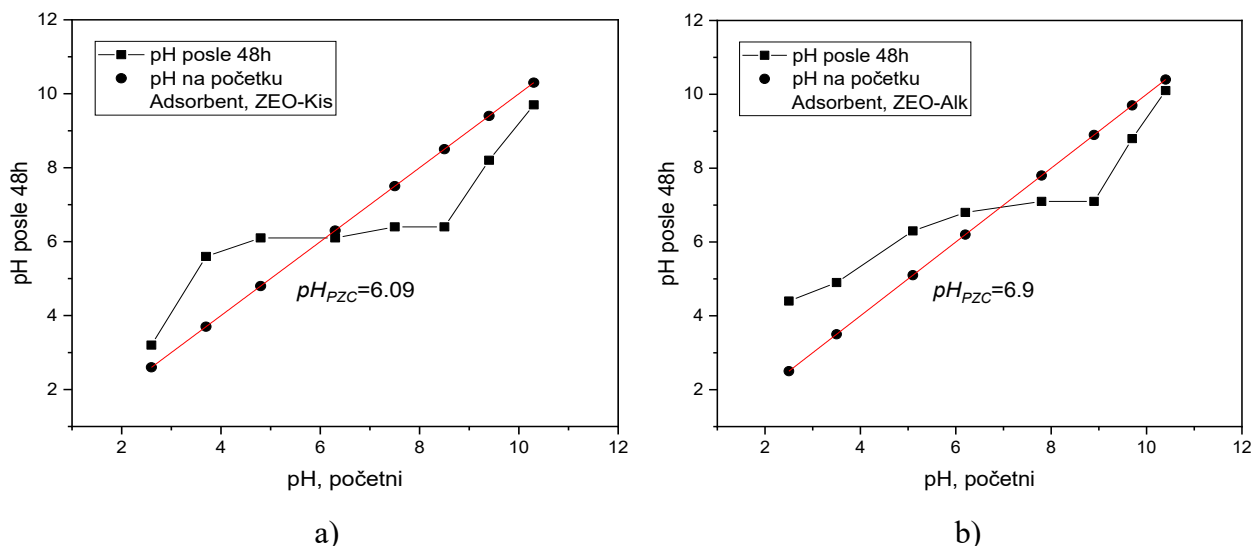 12
10
8
6
4
2
pH posle 48h
pH posle 48h
pH na početku
Adsorbent, ZEO-Kis
pH_PZC=6.09
2 4 6 8 10 12
pH, početni
a)
12
10
8
6
4
2
pH posle 48h
pH posle 48h
pH na početku
Adsorbent, ZEO-Alk
pH_PZC=6.9
2 4 6 8 10 12
pH, početni
b)